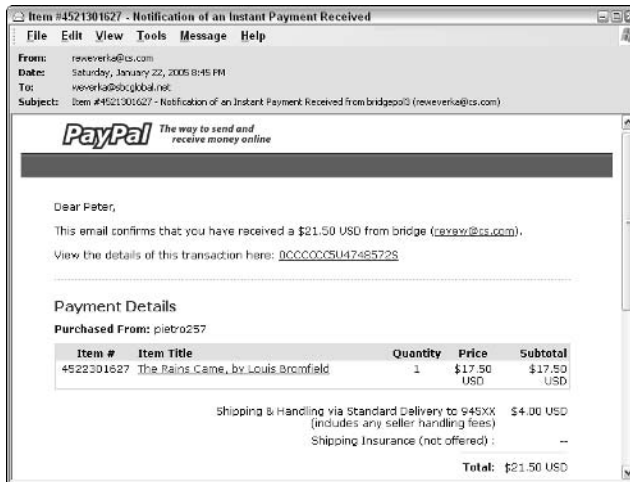 Item #4521301627 - Notification of an Instant Payment Received
File Edit View Tools Message Help
From: reweverka@cs.com
Date: Saturday, January 22, 2005 8:45 PM
To: weverka@sbcglobal.net
Subject: Item #4521301627 - Notification of an Instant Payment Received from bridgepol3 (reweverka@cs.com)
PayPal The way to send and
receive money online
Dear Peter,
This email confirms that you have received a $21.50 USD from bridge (revew@cs.com).
View the details of this transaction here:
Payment Details
Purchased From: pietro257
Item # Item Title Quantity Price Subtotal
4522301627 The Rains Came, by Louis Bromfield 1 $17.50 $17.50
USD USD
Shipping & Handling via Standard Delivery to 945XX $4.00 USD
(includes any seller handling fees)
Shipping Insurance (not offered) : --
Total: $21.50 USD